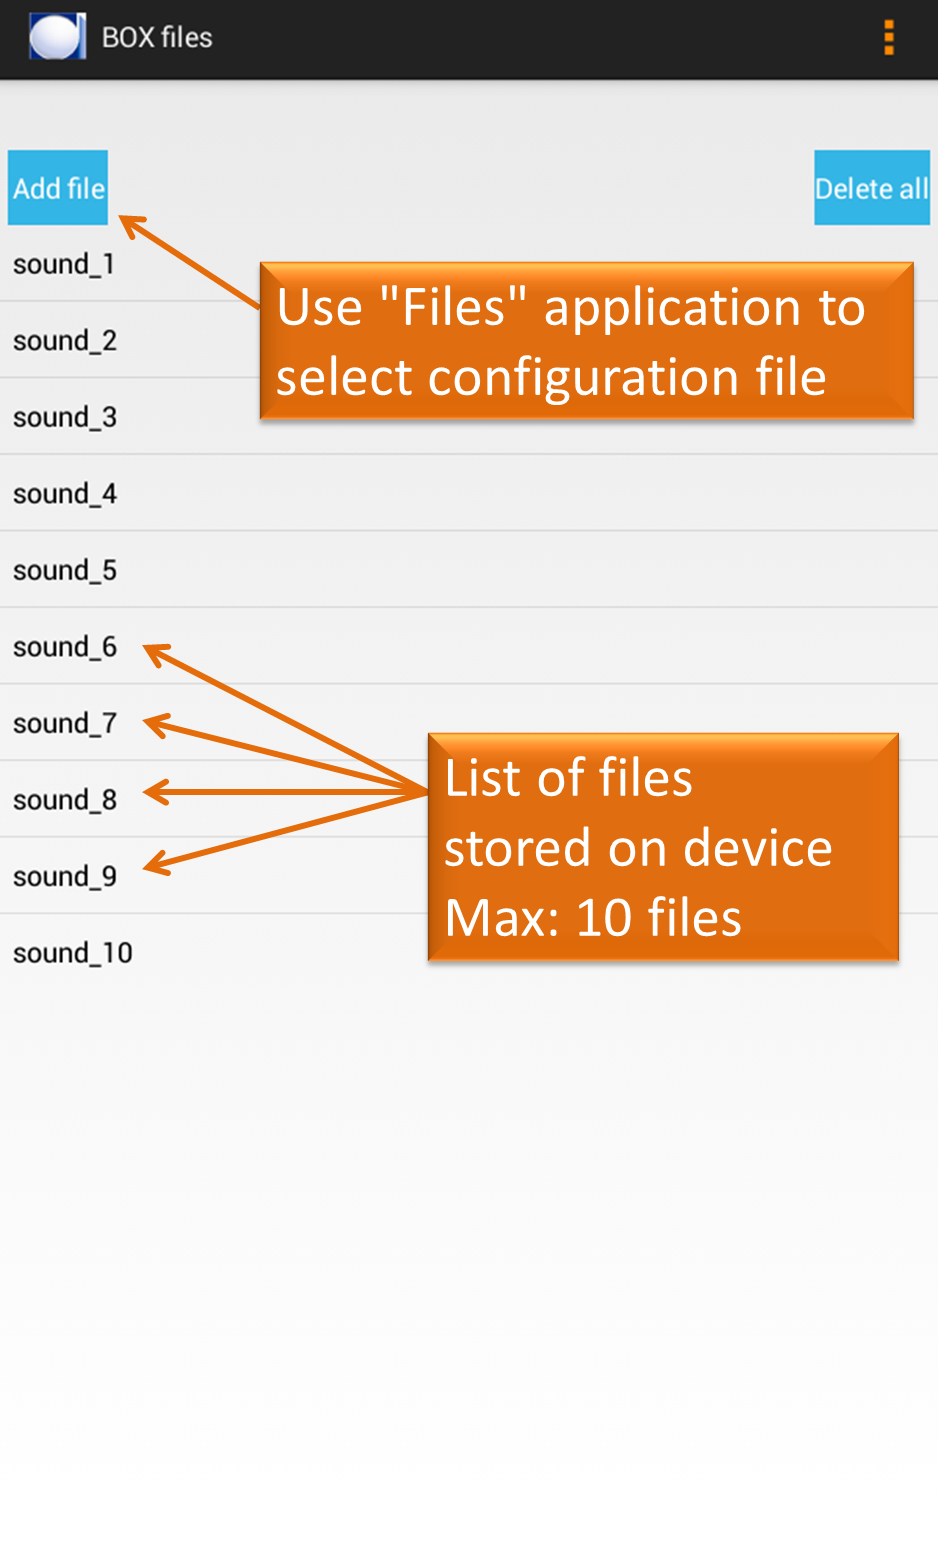 BOX files
Add file
Delete all
sound_1
Use "Files" application to
select configuration file
sound_2
sound_3
sound_4
sound_5
sound_6
sound_7
sound_8
sound_9
sound_10
List of files
stored on device
Max: 10 files